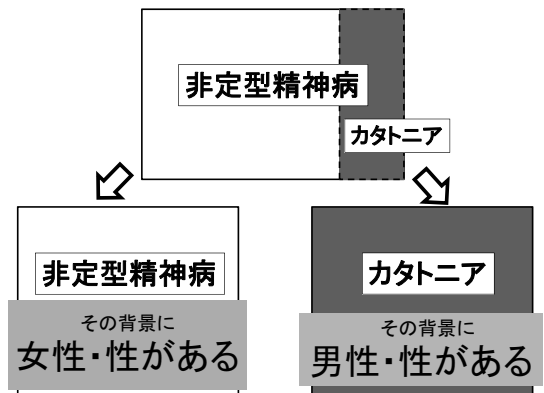 非定型精神病
カタトニア
非定型精神病
その背景に
女性・性がある
カタトニア
その背景に
男性・性がある